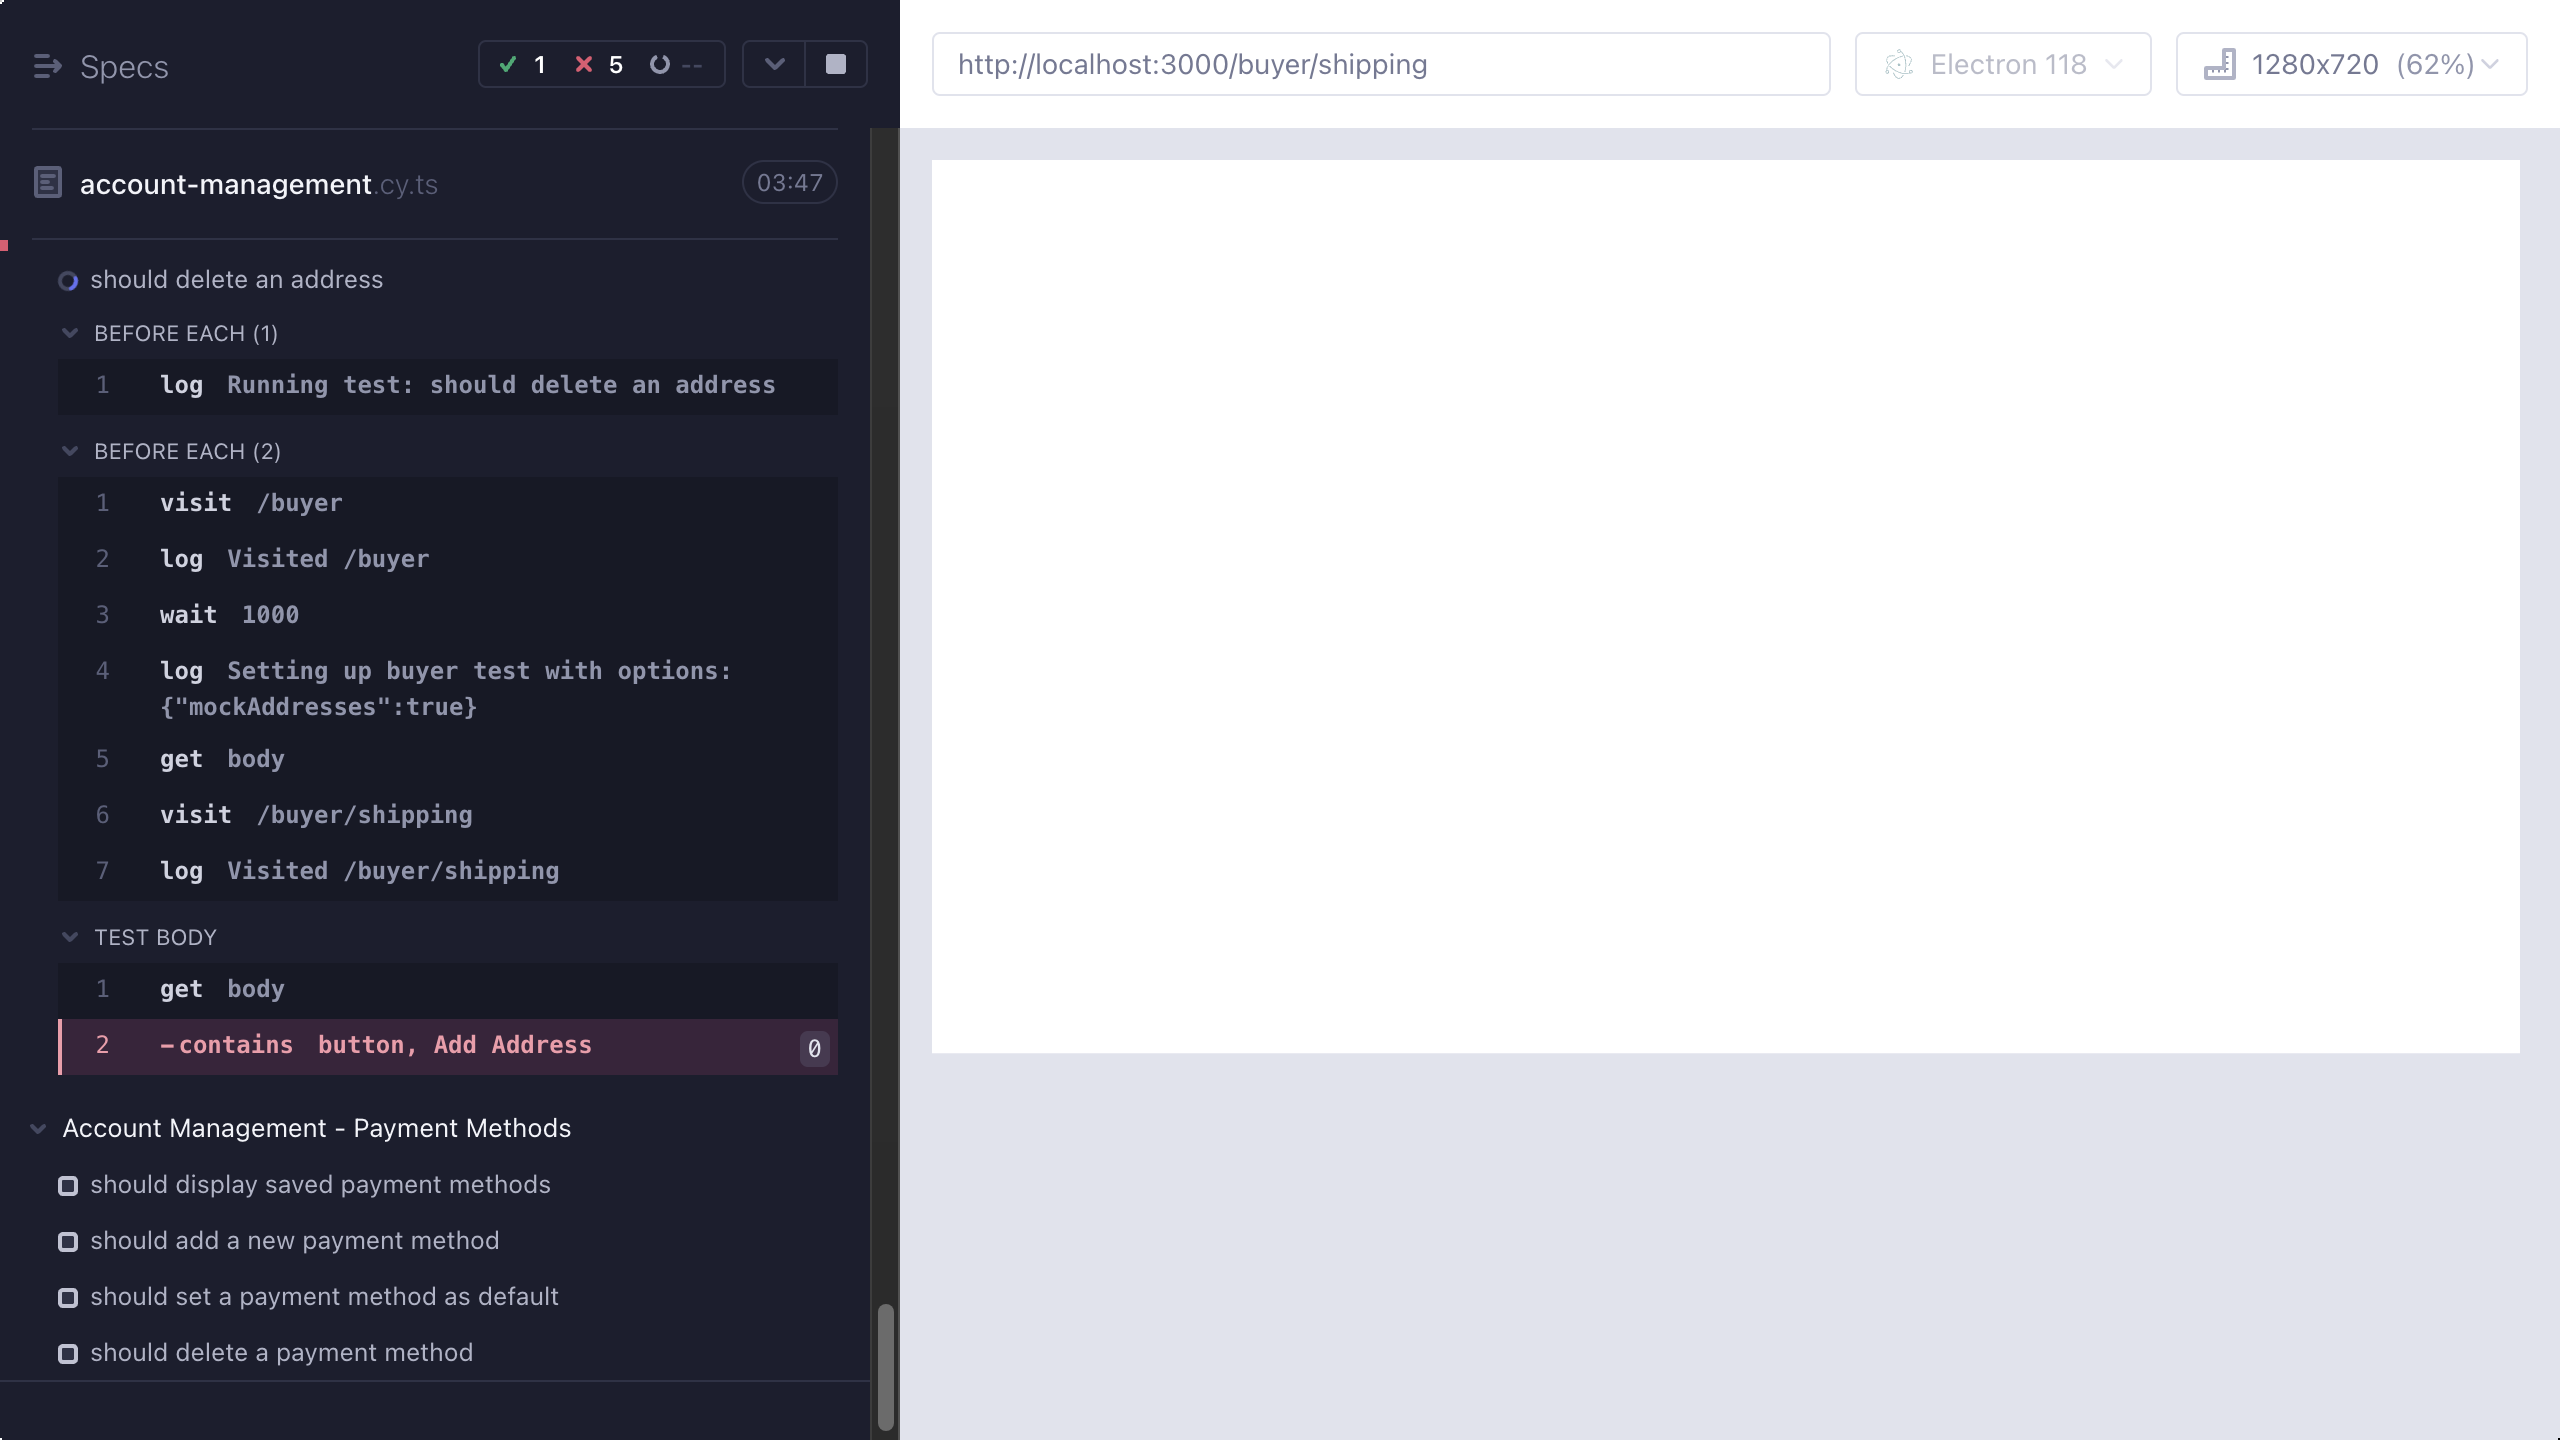 Specs
1 5 --
http://localhost:3000/buyer/shipping
Electron 118
1280x720 (62%)
account-management.cy.ts
03:47
should delete an address
BEFORE EACH (1)
1 log Running test: should delete an address
BEFORE EACH (2)
1 visit /buyer
2 log Visited /buyer
3 wait 1000
4 log Setting up buyer test with options:
{"mockAddresses":true}
5 get body
6 visit /buyer/shipping
7 log Visited /buyer/shipping
TEST BODY
1 get body
2 -contains button, Add Address 0
Account Management - Payment Methods
should display saved payment methods
should add a new payment method
should set a payment method as default
should delete a payment method